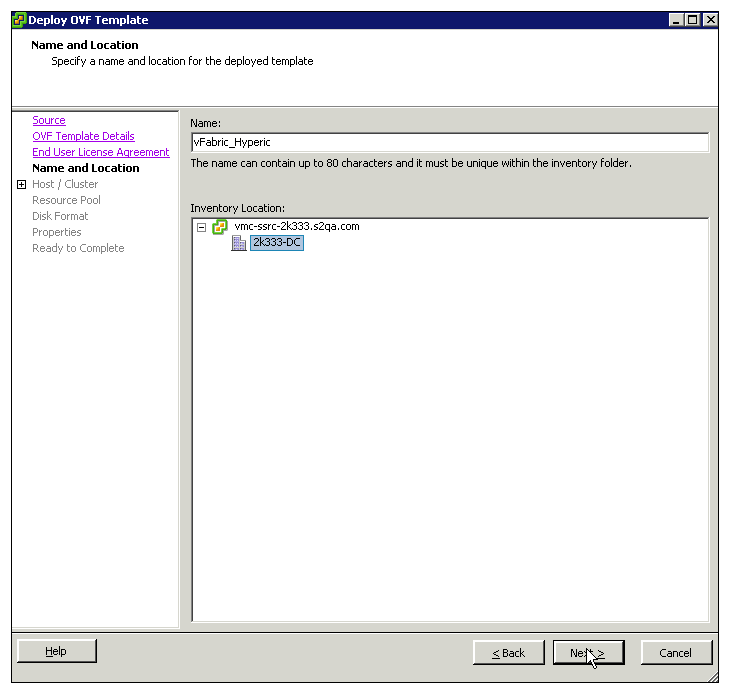 Deploy OVF Template
Name and Location
Specify a name and location for the deployed template
Source
OVF Template Details
End User License Agreement
Name and Location
Host / Cluster
Resource Pool
Disk Format
Properties
Ready to Complete
Name:
vFabric_Hyperic
The name can contain up to 80 characters and it must be unique within the inventory folder.
Inventory Location:
vmc-ssrc-2k333.s2qa.com
2k333-DC
Help
< Back
Next >
Cancel